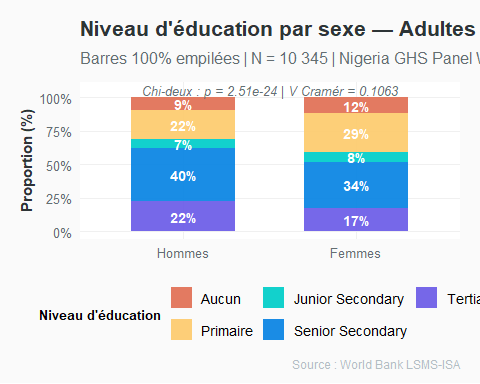 Niveau d'éducation par sexe — Adultes
Barres 100% empilées | N = 10 345 | Nigeria GHS Panel
Chi-deux : p = 2.51e-24 | V Cramér = 0.1063
Proportion (%)
100%
75%
50%
25%
0%
9%
22%
7%
40%
22%
12%
29%
8%
34%
17%
Hommes
Femmes
Niveau d'éducation
Aucun
Primaire
Junior Secondary
Senior Secondary
Source : World Bank LSMS-ISA